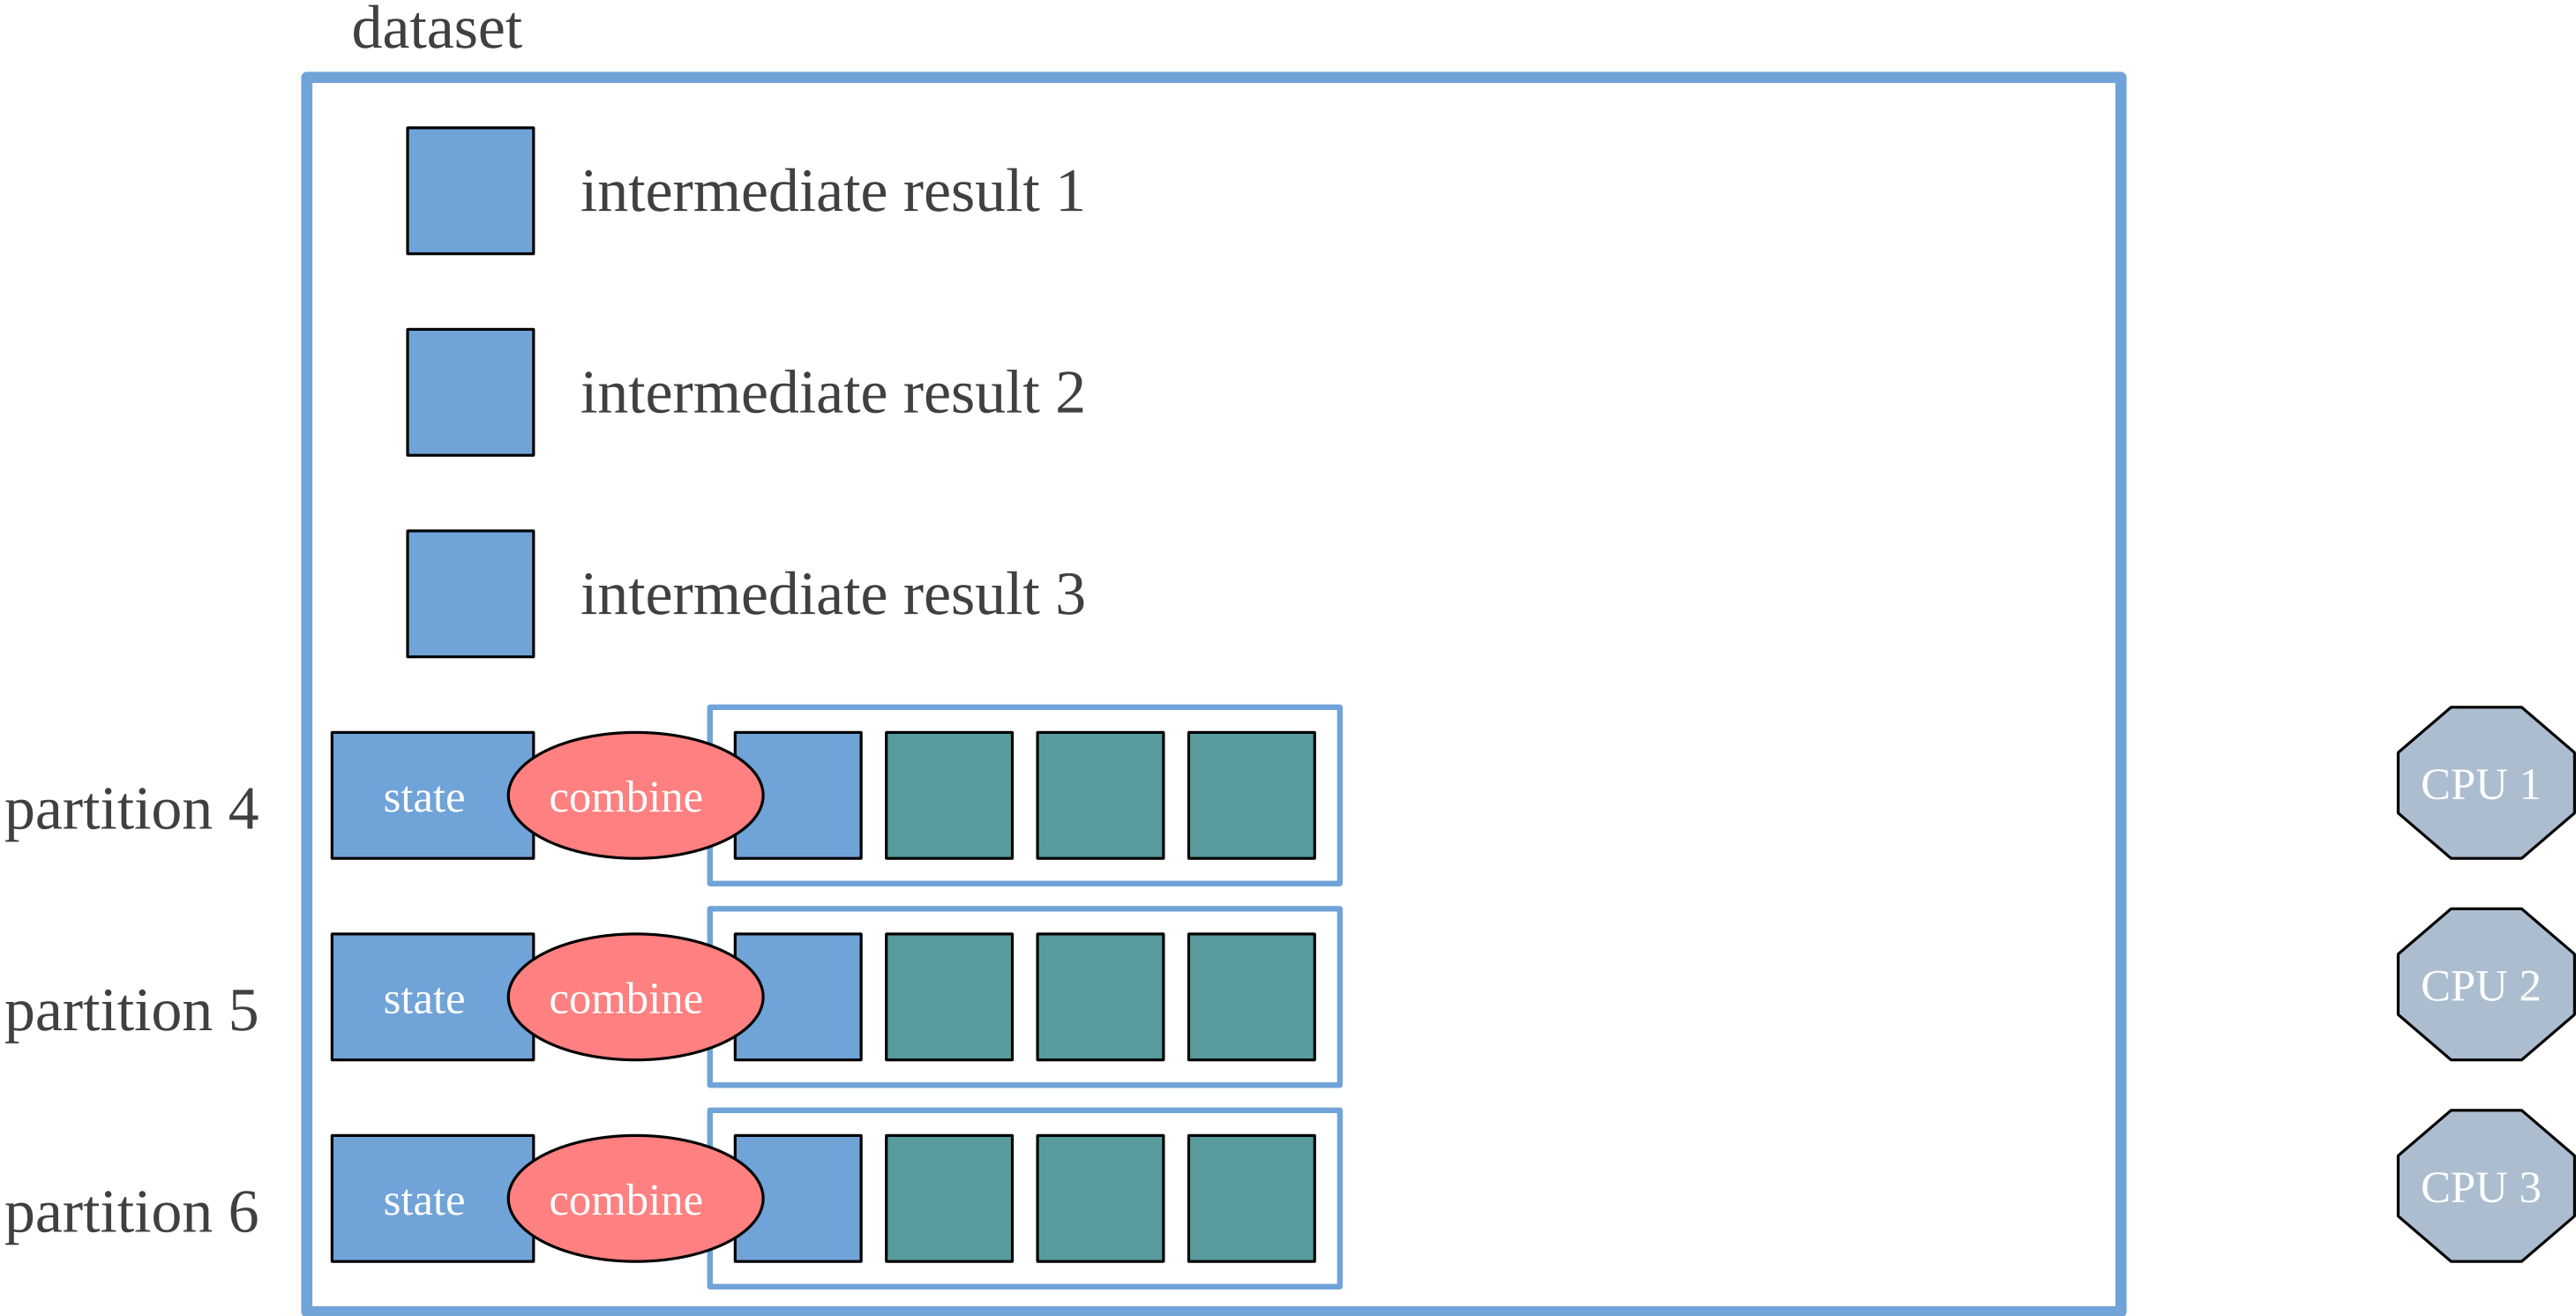 dataset
intermediate result 1
intermediate result 2
intermediate result 3
partition 4
state
combine
CPU 1
partition 5
state
combine
CPU 2
partition 6
state
combine
CPU 3